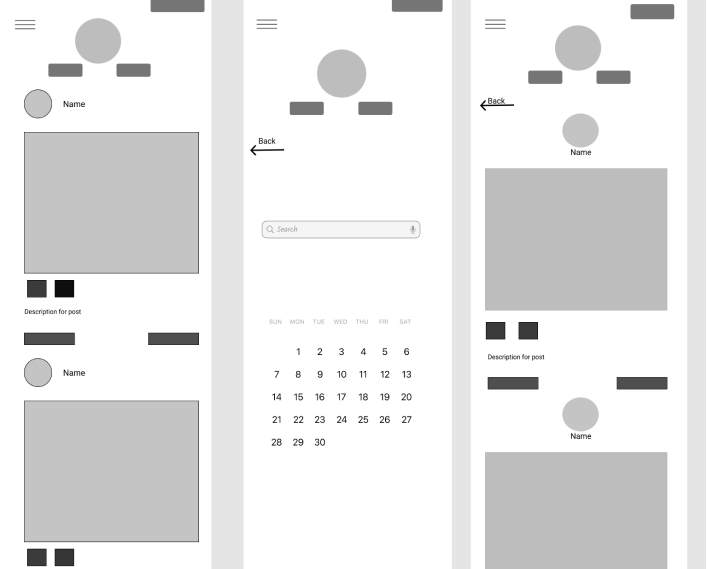 Name
Description for post
Name
Back
Search
SUN MON TUE WED THU FRI SAT
1 2 3 4 5 6
7 8 9 10 11 12 13
14 15 16 17 18 19 20
21 22 23 24 25 26 27
28 29 30
Back
Name
Description for post
Name